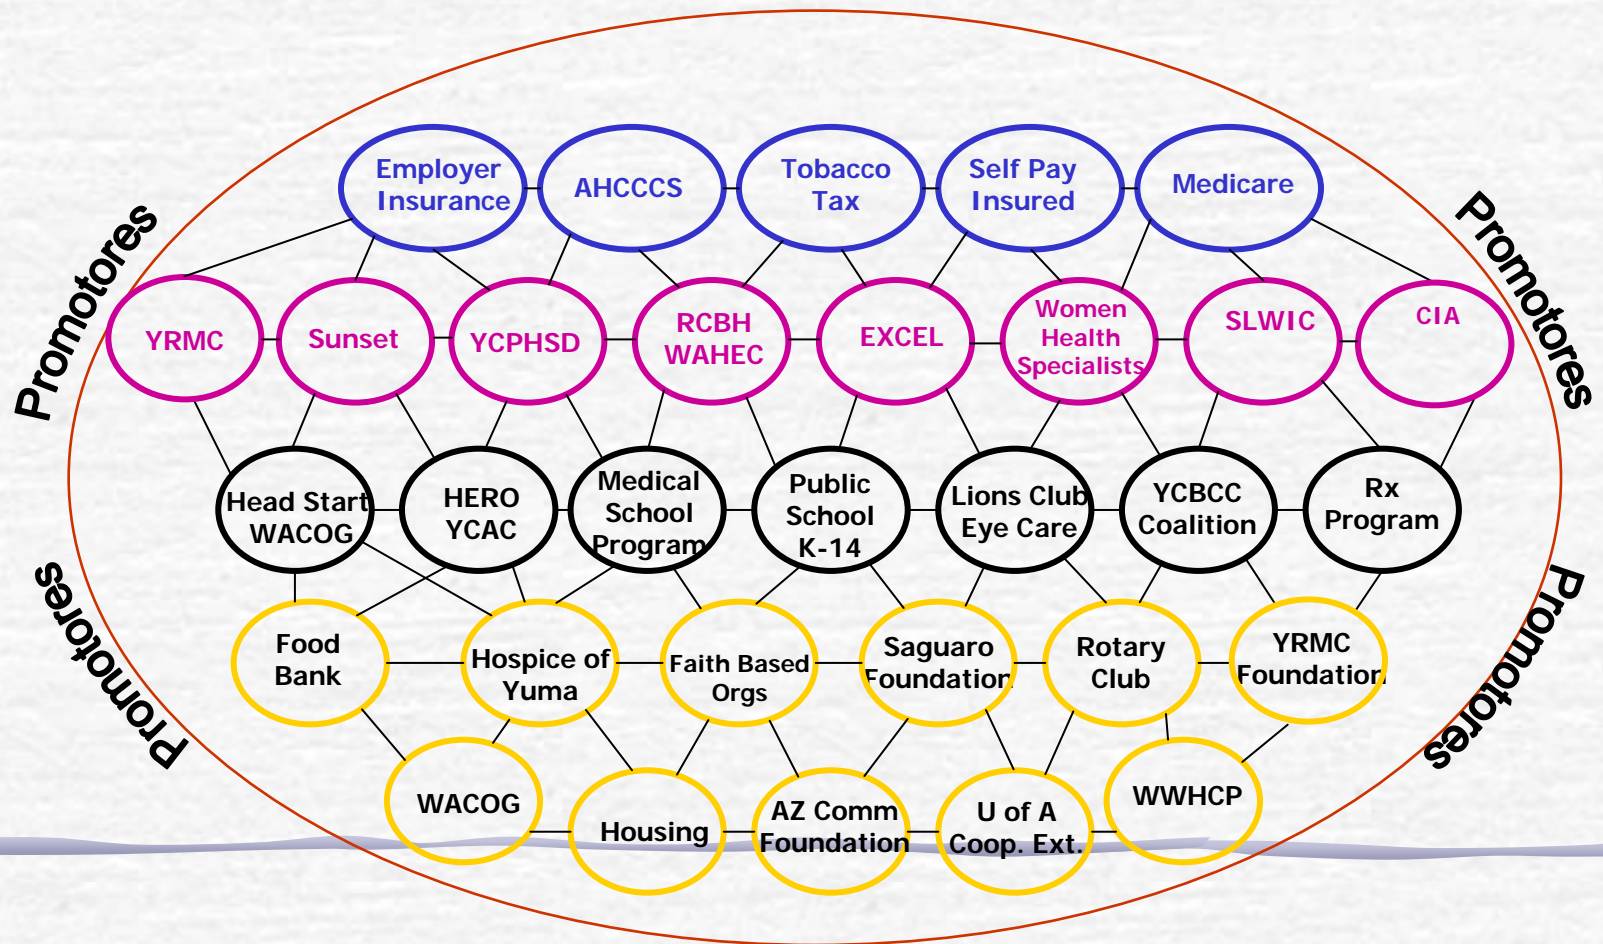 Employer
Insurance
AHCCCS
Tobacco
Tax
Self Pay
Insured
Medicare
Promotores
Promotores
YRMC
Sunset
YCPHSD
RCBH
WAHEC
EXCEL
Women
Health
Specialists
SLWIC
CIA
Head Start
WACOG
HERO
YCAC
Medical
School
Program
Public
School
K-14
Lions Club
Eye Care
YCBCC
Coalition
Rx
Program
Promotores
Promotores
Food
Bank
Hospice of
Yuma
Faith Based
Orgs
Saguaro
Foundation
Rotary
Club
YRMC
Foundation
WACOG
Housing
AZ Comm
Foundation
U of A
Coop. Ext.
WWHCP